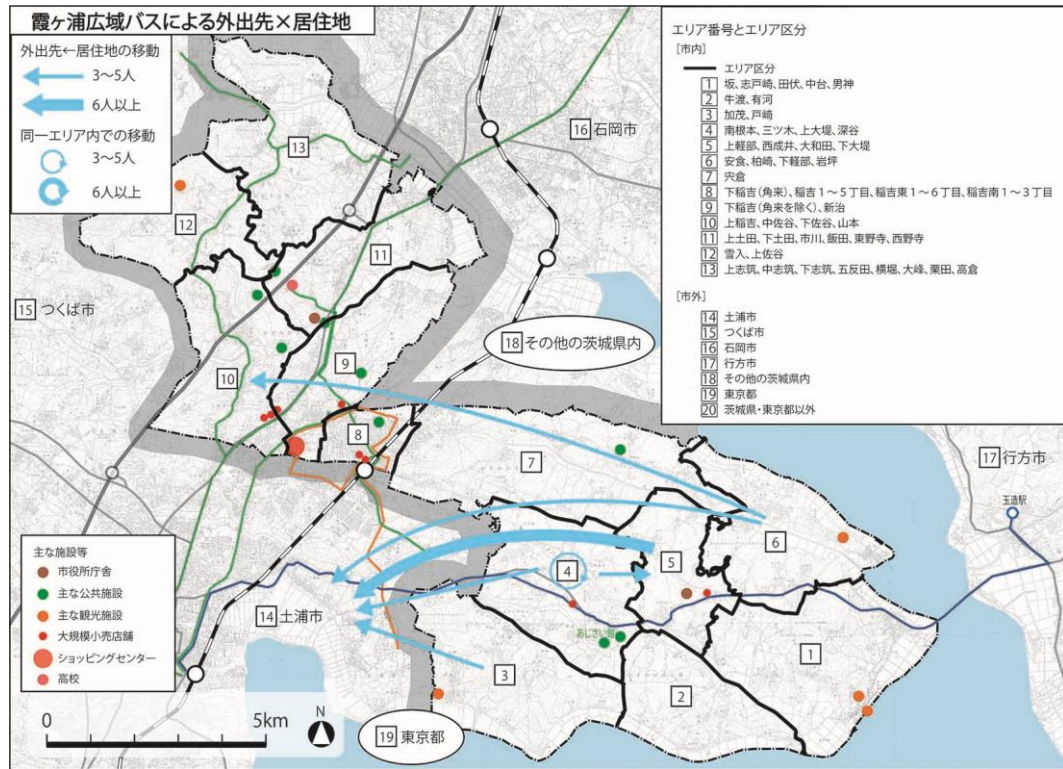 霞ヶ浦広域バスによる外出先×居住地
外出先←居住地の移動
3～5人
6人以上
同一エリア内での移動
3～5人
6人以上
エリア番号とエリア区分
[市内]
エリア区分
1 坂、志戸崎、田伏、中台、男神
2 牛渡、有河
3 加茂、戸崎
4 南根本、三ツ木、上大堤、深谷
5 上軽部、西成井、大和田、下大堤
6 安食、柏崎、下軽部、岩坪
7 宍倉
8 下稲吉(角来)、稲吉1～5丁目、稲吉東1～6丁目、稲吉南1～3丁目
9 下稲吉(角来を除く)、新治
10 上稲吉、中佐谷、下佐谷、山本
11 上土田、下土田、市川、飯田、東野寺、西野寺
12 雪入、上佐谷
13 上志筑、中志筑、下志筑、五反田、横堀、大峰、粟田、高倉
[市外]
14 土浦市
15 つくば市
16 石岡市
17 行方市
18 その他の茨城県内
19 東京都
20 茨城県・東京都以外
16 石岡市
13
12
11
15 つくば市
18 その他の茨城県内
9
10
8
7
17 行方市
玉造駅
6
5
4
14 土浦市
あじさい館
1
3
2
19 東京都
主な施設等
市役所庁舎
主な公共施設
主な観光施設
大規模小売店舗
ショッピングセンター
高校
0
5km
N